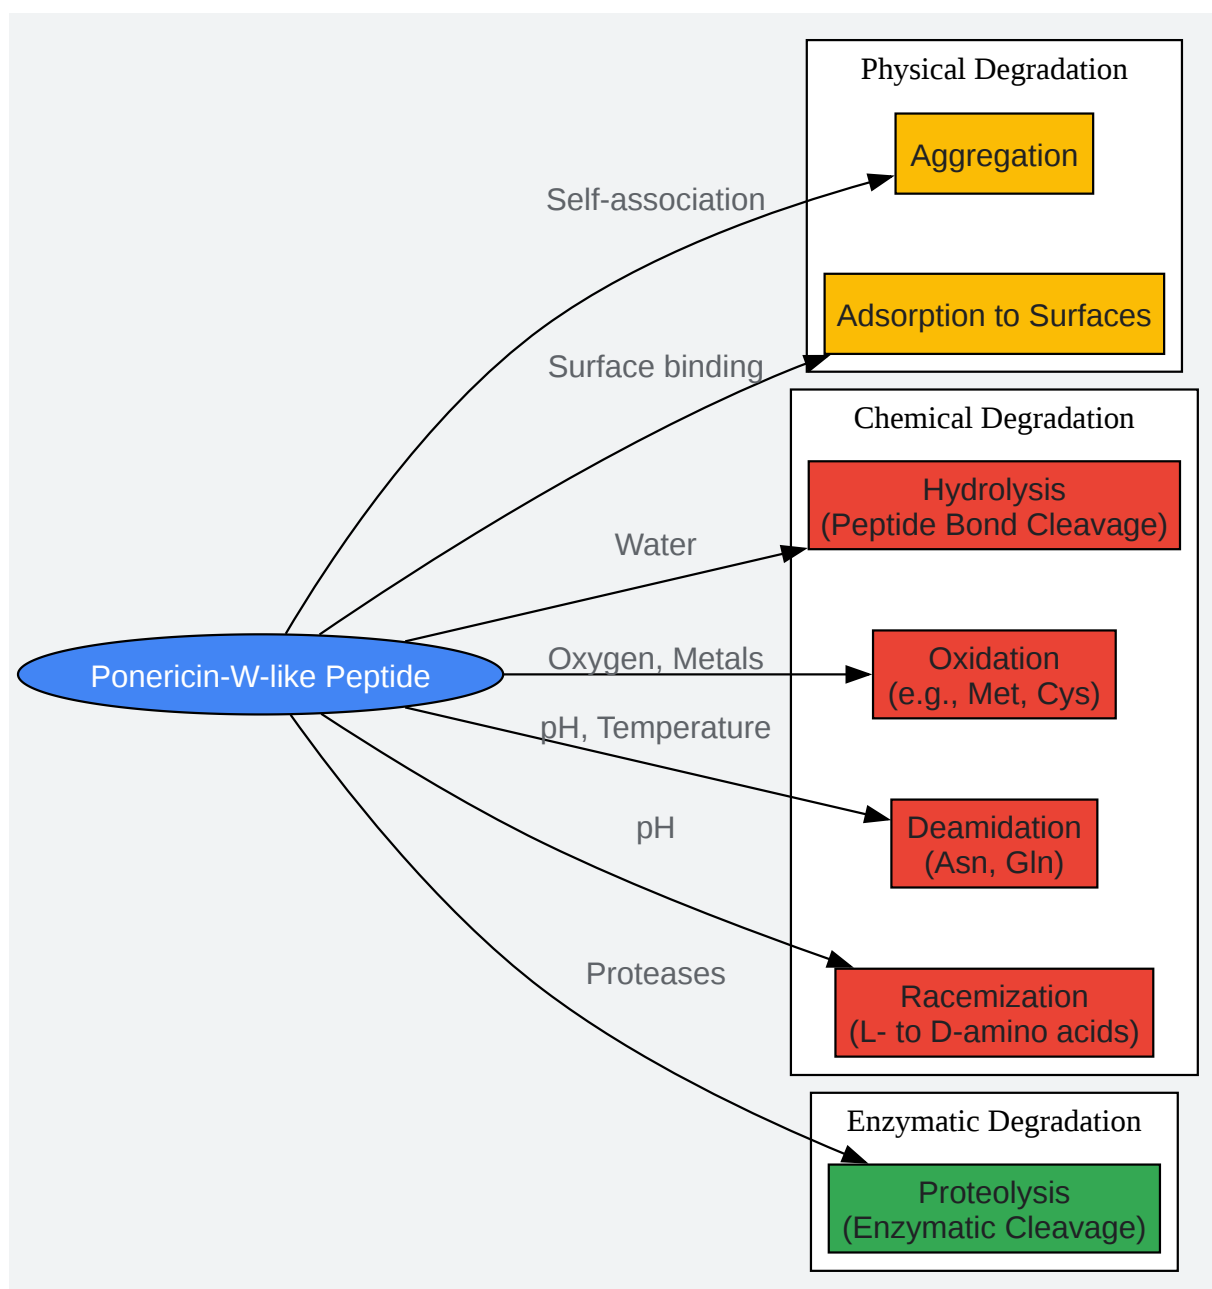 Physical Degradation
Aggregation
Self-association
Adsorption to Surfaces
Surface binding
Chemical Degradation
Hydrolysis
(Peptide Bond Cleavage)
Water
Oxidation
(e.g., Met, Cys)
Oxygen, Metals
Ponericin-W-like Peptide
pH, Temperature
Deamidation
(Asn, Gln)
pH
Racemization
(L- to D-amino acids)
Proteases
Enzymatic Degradation
Proteolysis
(Enzymatic Cleavage)